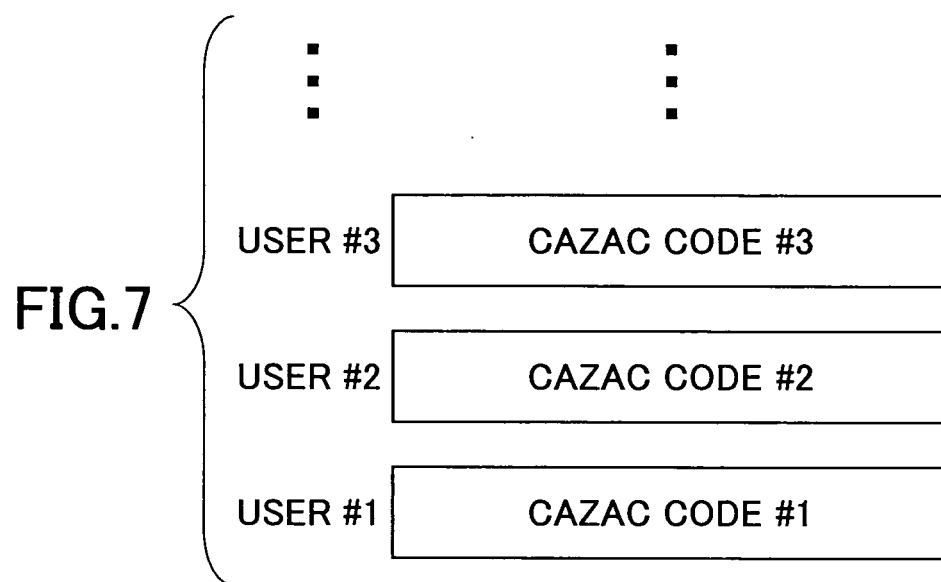 USER #3 CAZAC CODE #3
FIG.7
USER #2 CAZAC CODE #2
USER #1 CAZAC CODE #1